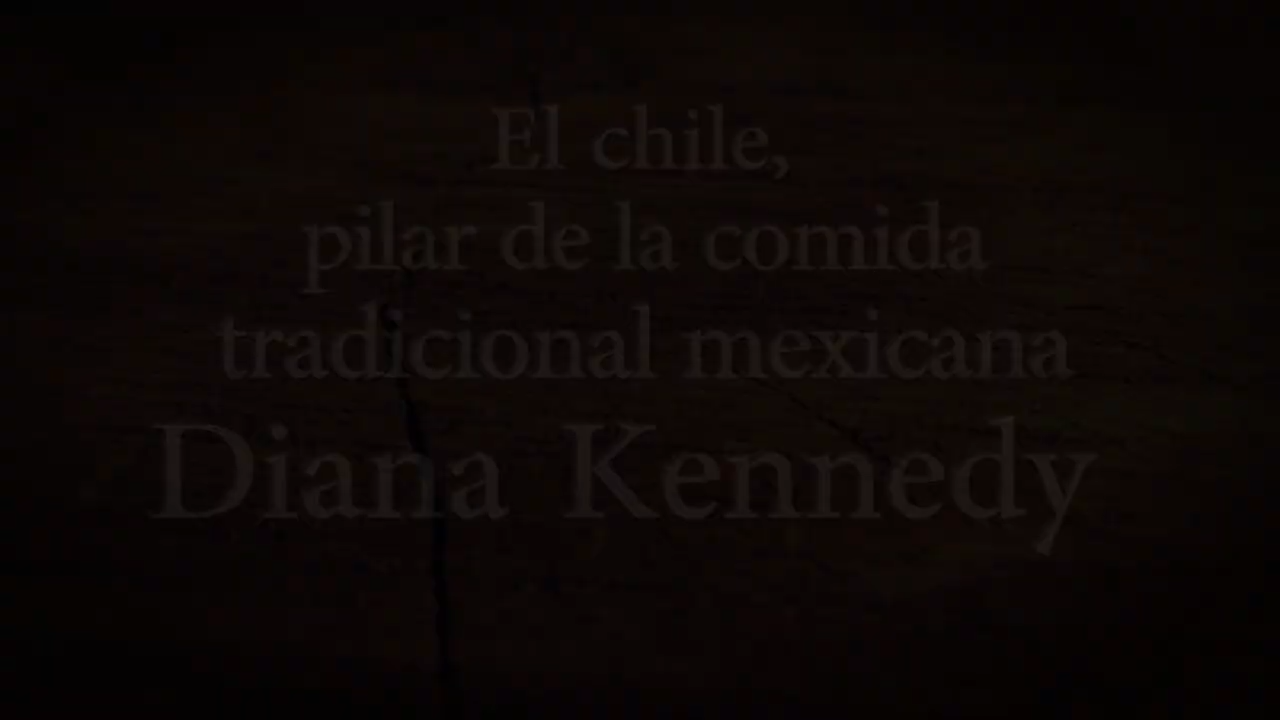 El chile,
pilar de la comida
tradicional mexicana
Diana Kennedy